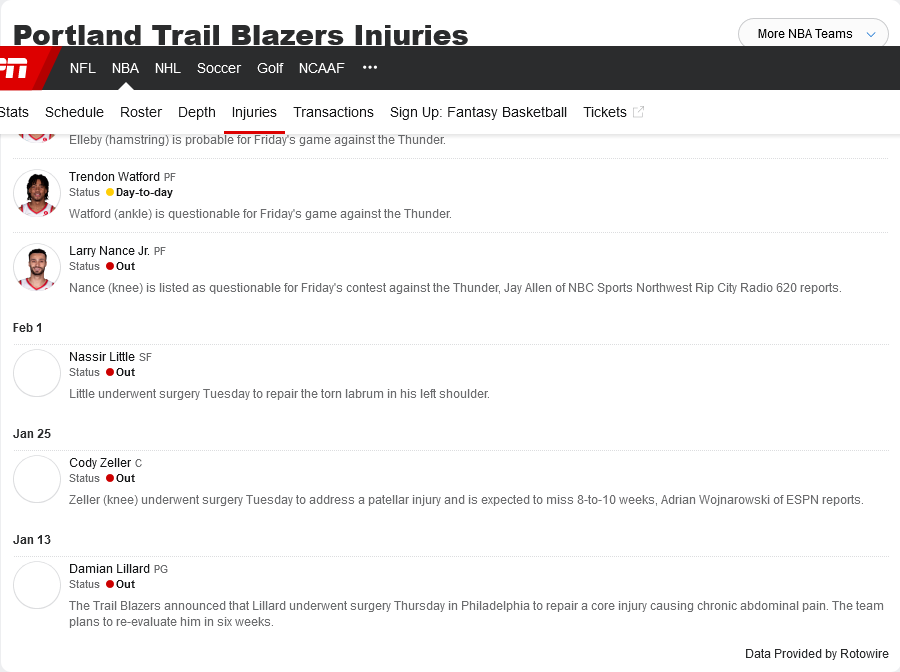 Portland Trail Blazers Injuries
More NBA Teams
NFL NBA NHL Soccer Golf NCAAF •••
Stats Schedule Roster Depth Injuries Transactions Sign Up: Fantasy Basketball Tickets
Elleby (hamstring) is probable for Friday's game against the Thunder.
Trendon Watford PF
Status Day-to-day
Watford (ankle) is questionable for Friday's game against the Thunder.
Larry Nance Jr. PF
Status Out
Nance (knee) is listed as questionable for Friday's contest against the Thunder, Jay Allen of NBC Sports Northwest Rip City Radio 620 reports.
Feb 1
Nassir Little SF
Status Out
Little underwent surgery Tuesday to repair the torn labrum in his left shoulder.
Jan 25
Cody Zeller C
Status Out
Zeller (knee) underwent surgery Tuesday to address a patellar injury and is expected to miss 8-to-10 weeks, Adrian Wojnarowski of ESPN reports.
Jan 13
Damian Lillard PG
Status Out
The Trail Blazers announced that Lillard underwent surgery Thursday in Philadelphia to repair a core injury causing chronic abdominal pain. The team
plans to re-evaluate him in six weeks.
Data Provided by Rotowire